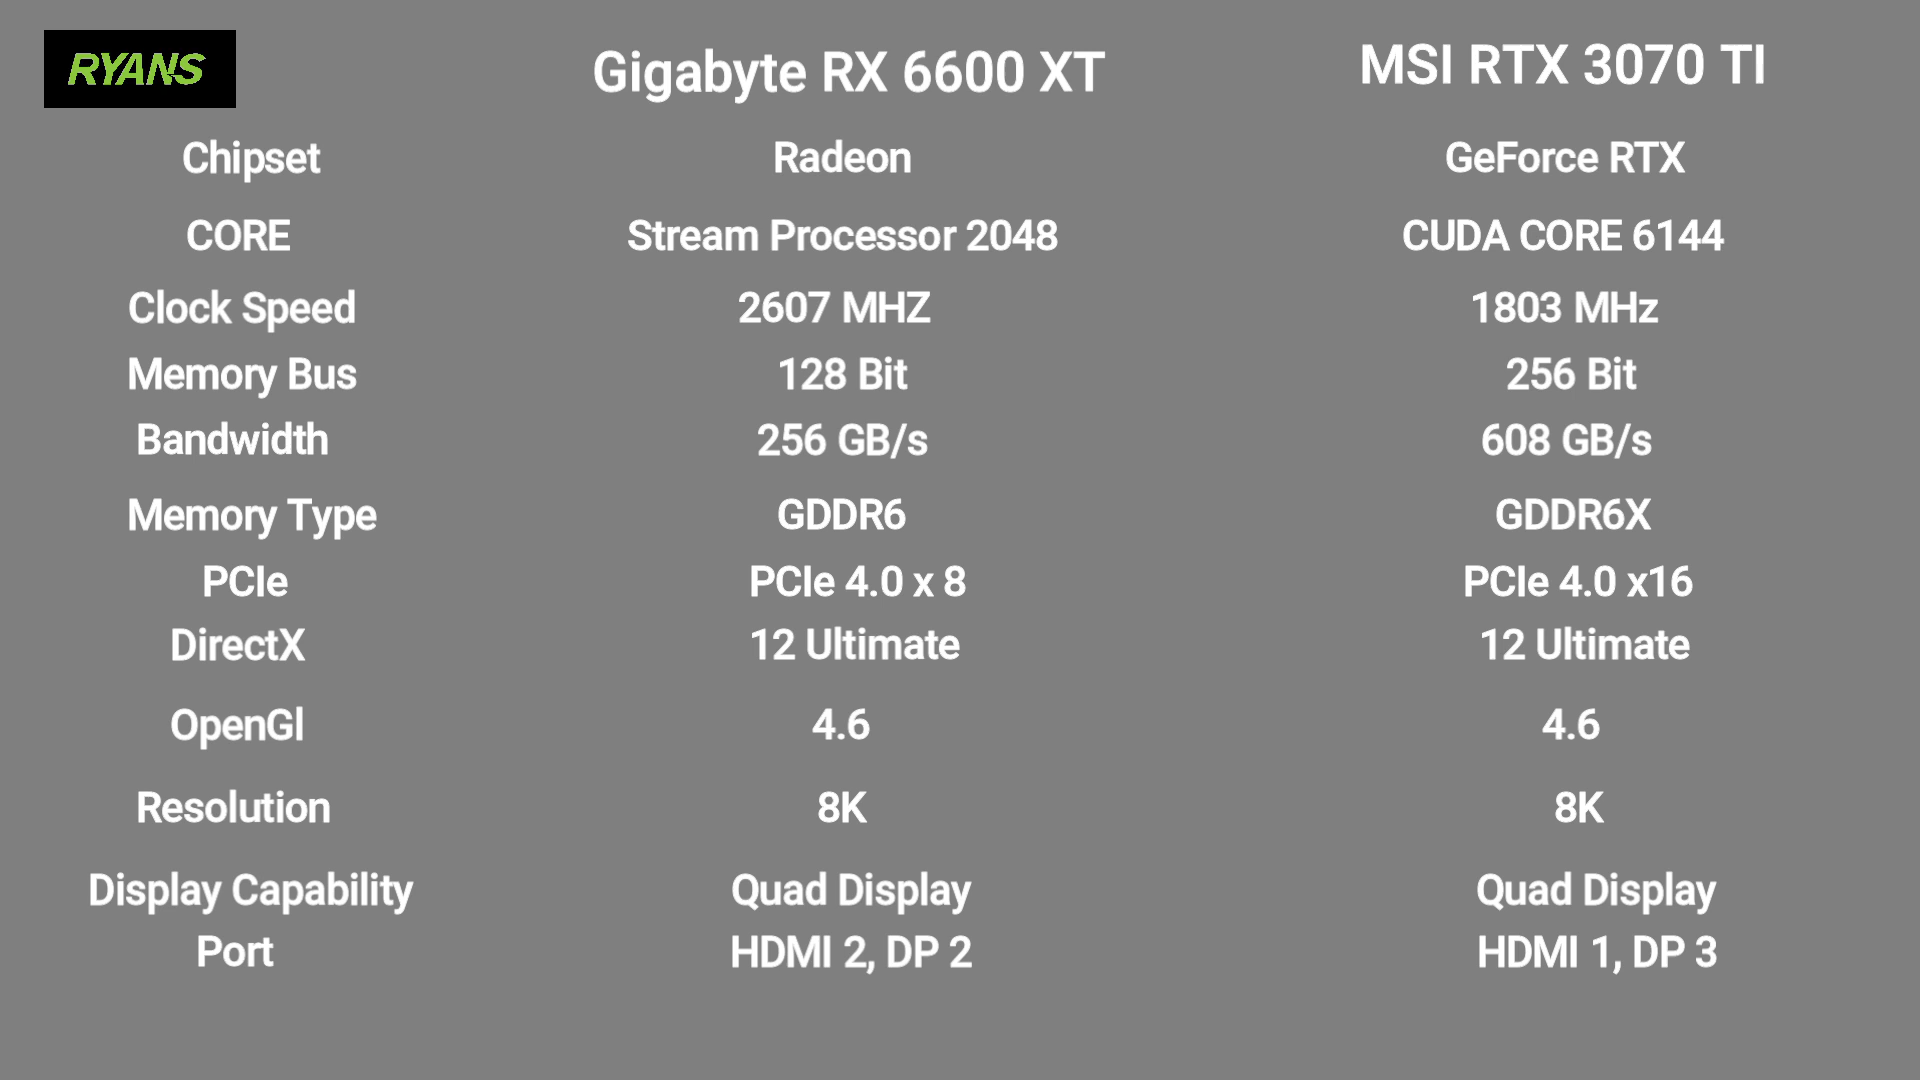 RYANS
Gigabyte RX 6600 XT MSI RTX 3070 TI
Chipset Radeon GeForce RTX
CORE Stream Processor 2048 CUDA CORE 6144
Clock Speed 2607 MHZ 1803 MHz
Memory Bus 128 Bit 256 Bit
Bandwidth 256 GB/s 608 GB/s
Memory Type GDDR6 GDDR6X
PCIe PCIe 4.0 x 8 PCIe 4.0 x16
DirectX 12 Ultimate 12 Ultimate
OpenGl 4.6 4.6
Resolution 8K 8K
Display Capability Quad Display Quad Display
Port HDMI 2, DP 2 HDMI 1, DP 3